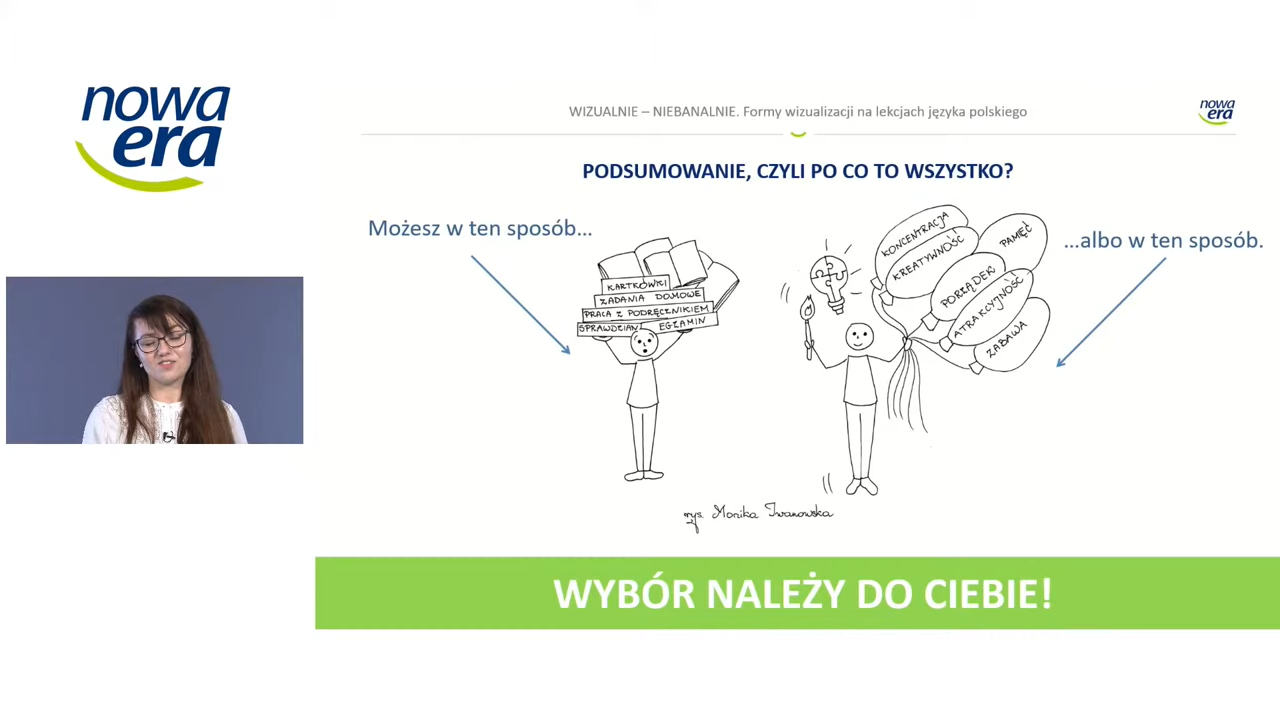 nowa
era
WIZUALNIE – NIEBANALNIE. Formy wizualizacji na lekcjach języka polskiego
nowa
era
PODSUMOWANIE, CZYLI PO CO TO WSZYSTKO?
Możesz w ten sposób...
...albo w ten sposób.
KARTKÓWKI
ZADANIA DOMOWE
PRACA Z PODRĘCZNIKIEM
SPRAWDZIAN
EGZAMIN
KONCENTRACJA
KREATYWNOŚĆ
PAMIĘĆ
PORZĄDEK
ATRAKCYJNOŚĆ
ZABAWA
rys. Monika Iwanowska
WYBÓR NALEŻY DO CIEBIE!